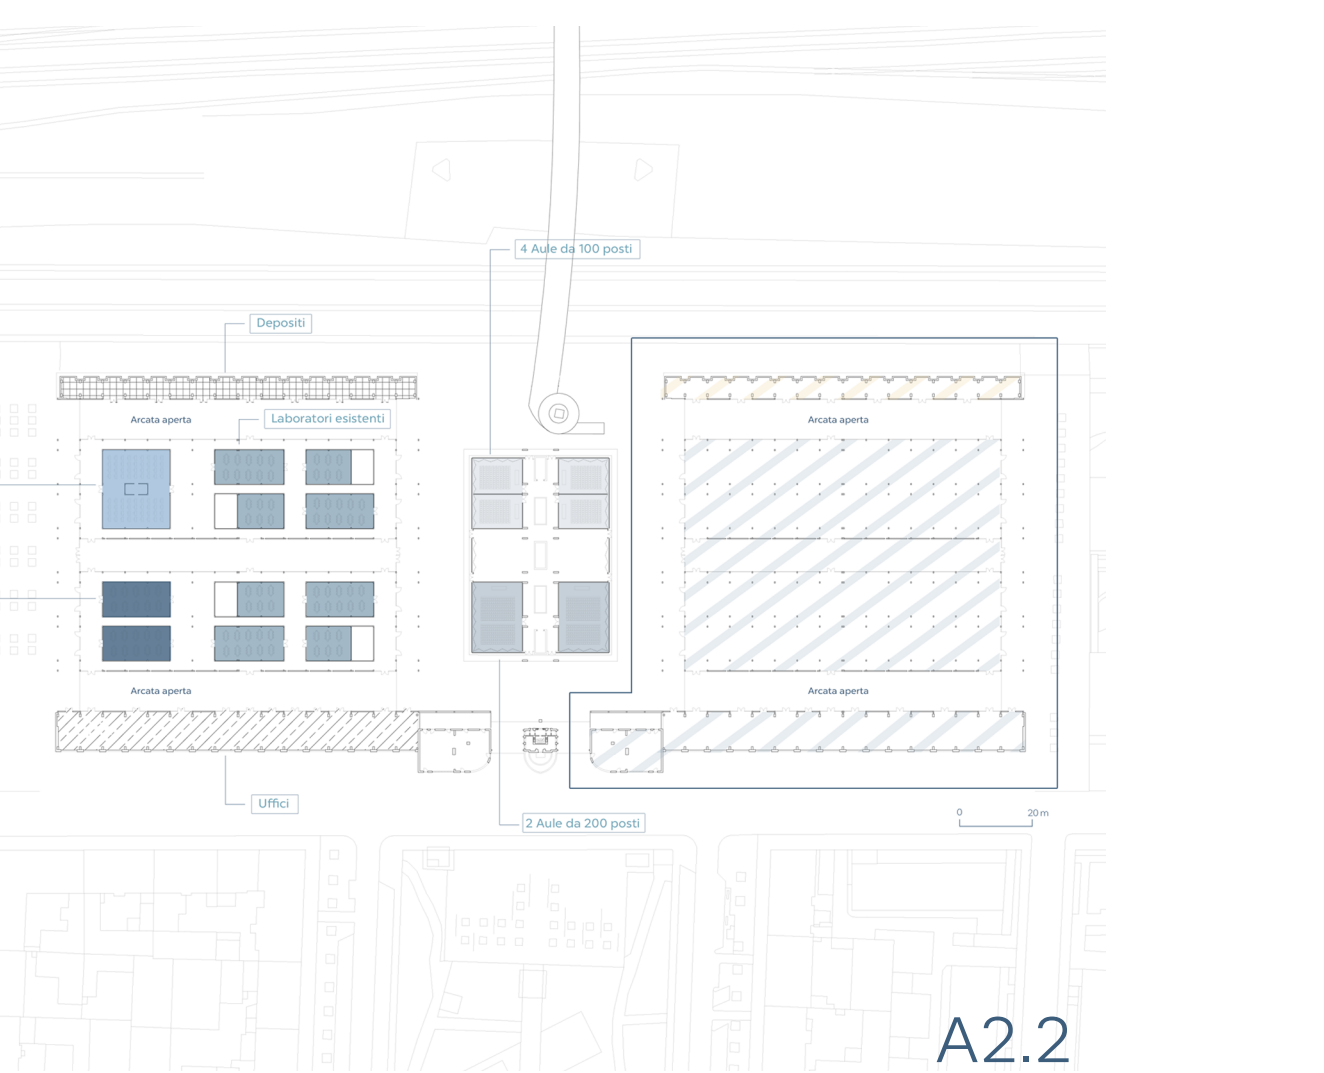 4 Aule da 100 posti
Depositi
Arcata aperta
Laboratori esistenti
Arcata aperta
Arcata aperta
Arcata aperta
Uffici
2 Aule da 200 posti
0 20 m
A2.2